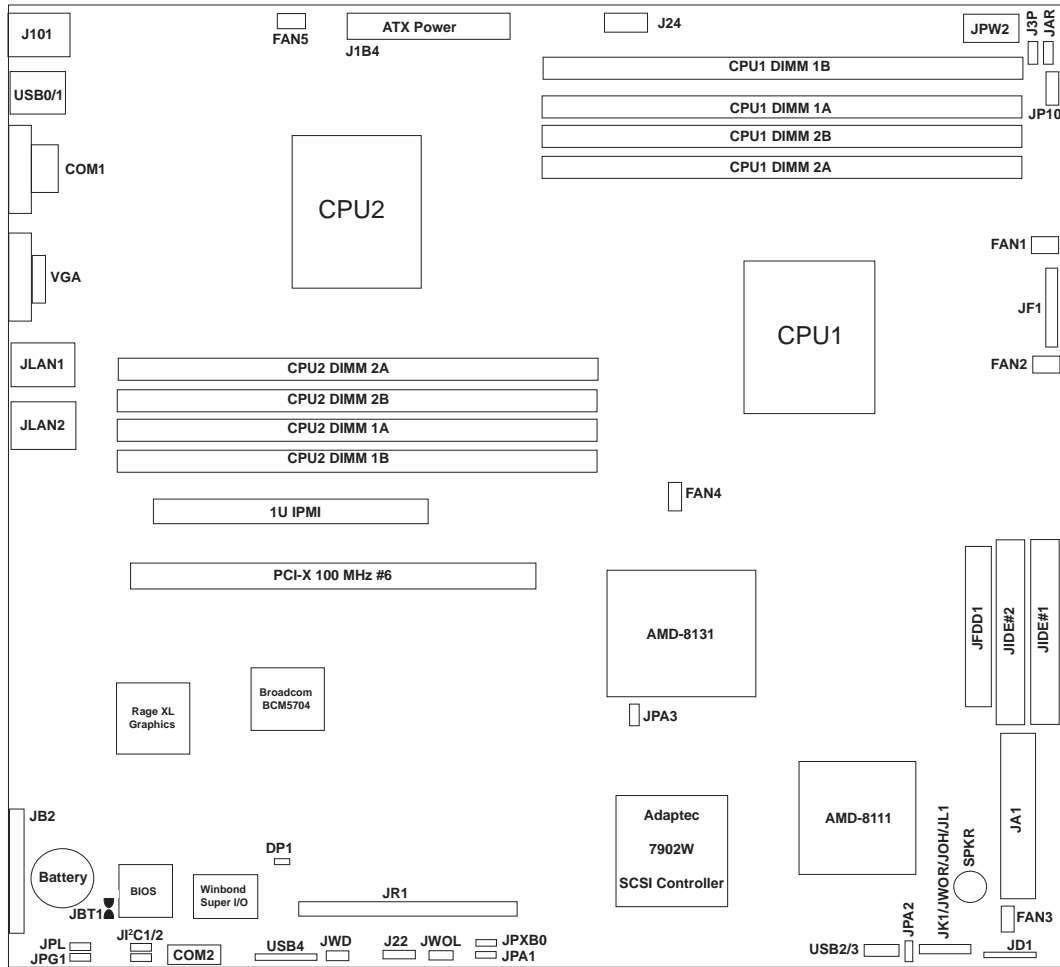 J101
FAN5
ATX Power
J1B4
J24
JPW2
J3P
JAR
USB0/1
CPU1 DIMM 1B
CPU1 DIMM 1A
JP10
CPU1 DIMM 2B
CPU1 DIMM 2A
COM1
CPU2
FAN1
VGA
JF1
CPU1
JLAN1
FAN2
CPU2 DIMM 2A
CPU2 DIMM 2B
JLAN2
CPU2 DIMM 1A
CPU2 DIMM 1B
FAN4
1U IPMI
PCI-X 100 MHz #6
JFDD1
JIDE#2
JIDE#1
AMD-8131
Broadcom
BCM5704
Rage XL
Graphics
JPA3
JB2
Adaptec
7902W
SCSI Controller
AMD-8111
JA1
DP1
JK1/JWOR/JOH/JL1
SPKR
Battery
BIOS
Winbond
Super I/O
JR1
JBT1
FAN3
JPL
JPG1
JI²C1/2
COM2
USB4
JWD
J22
JWOL
JPXB0
JPA1
USB2/3
JPA2
JD1